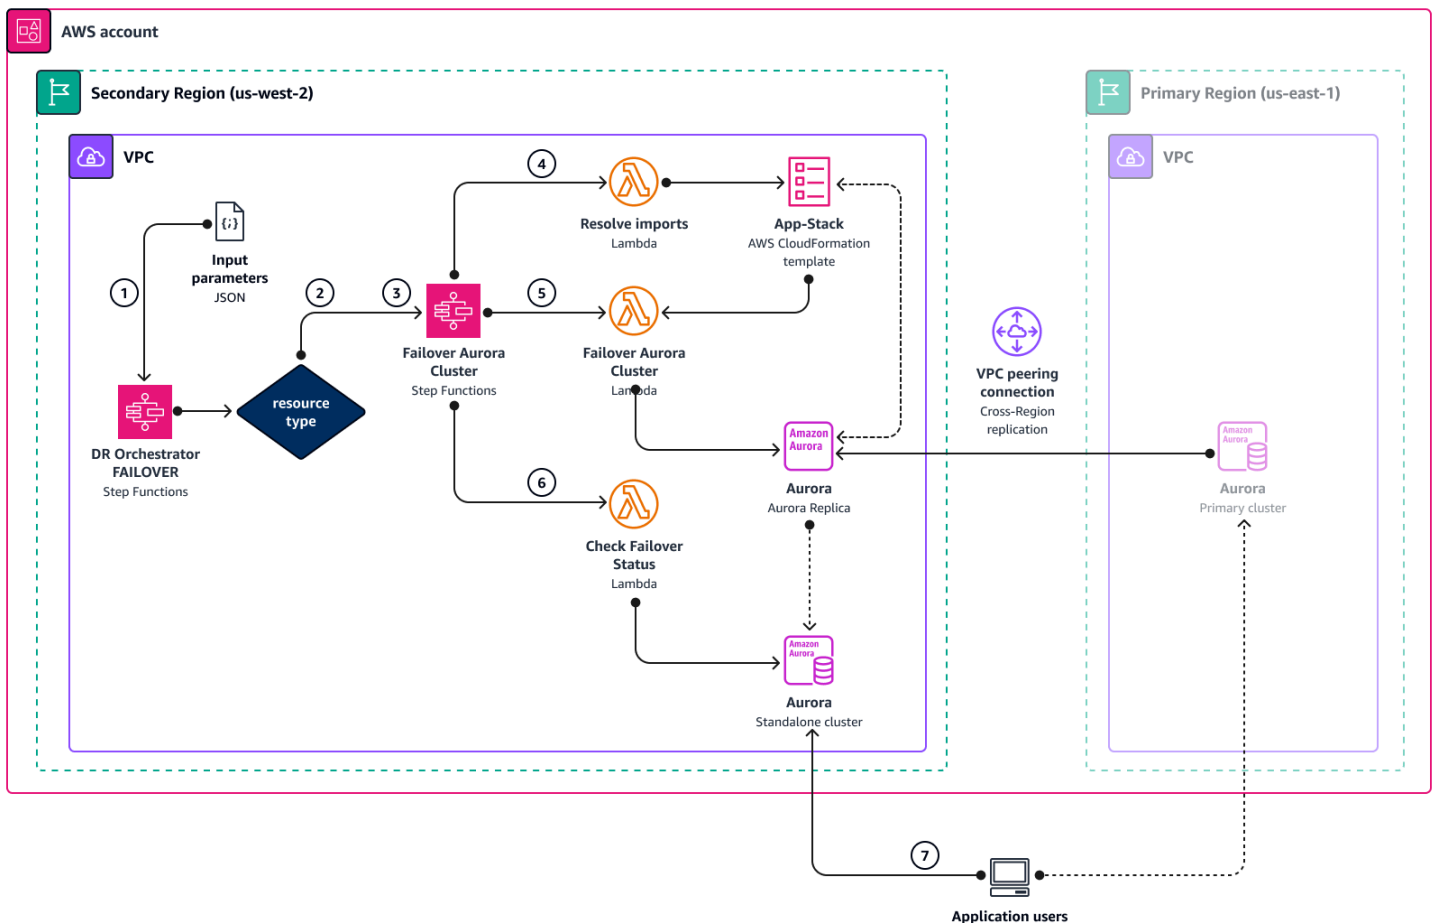 AWS account
Secondary Region (us-west-2)
Primary Region (us-east-1)
VPC
VPC
{;}
Input
parameters
JSON
1
2
3
4
5
6
7
DR Orchestrator
FAILOVER
Step Functions
resource
type
Failover Aurora
Cluster
Step Functions
Resolve imports
Lambda
App-Stack
AWS CloudFormation
template
Failover Aurora
Cluster
Lambda
Amazon
Aurora
Aurora
Aurora Replica
Check Failover
Status
Lambda
Amazon
Aurora
Aurora
Standalone cluster
VPC peering
connection
Cross-Region
replication
Amazon
Aurora
Aurora
Primary cluster
Application users